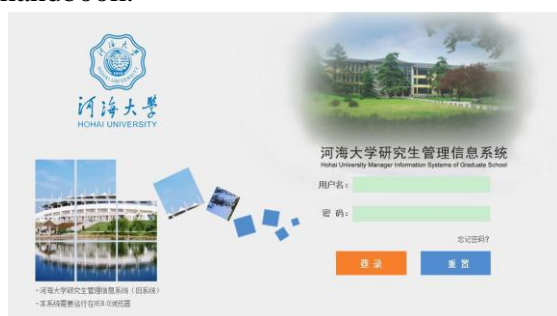 handbook.
河海大学
HOHAI UNIVERSITY
河海大学研究生管理信息系统
Hohai University Manager Information Systems of Graduate School
用户名：
密 码：
忘记密码?
登 录
重 置
·河海大学研究生管理信息系统（旧系统）
·本系统需要运行在IE8.0浏览器